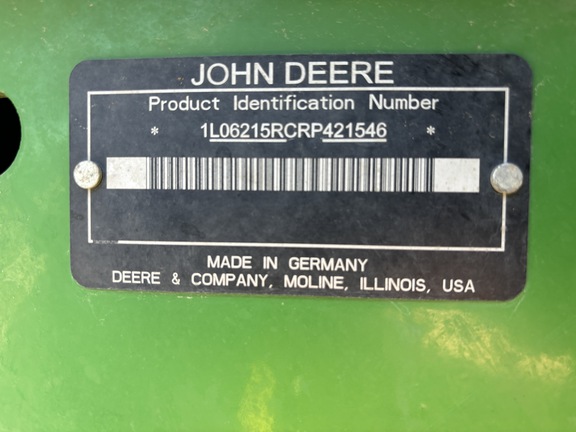 JOHN DEERE
Product Identification Number
* 1L06215RCRP421546 *
MADE IN GERMANY
DEERE & COMPANY, MOLINE, ILLINOIS, USA